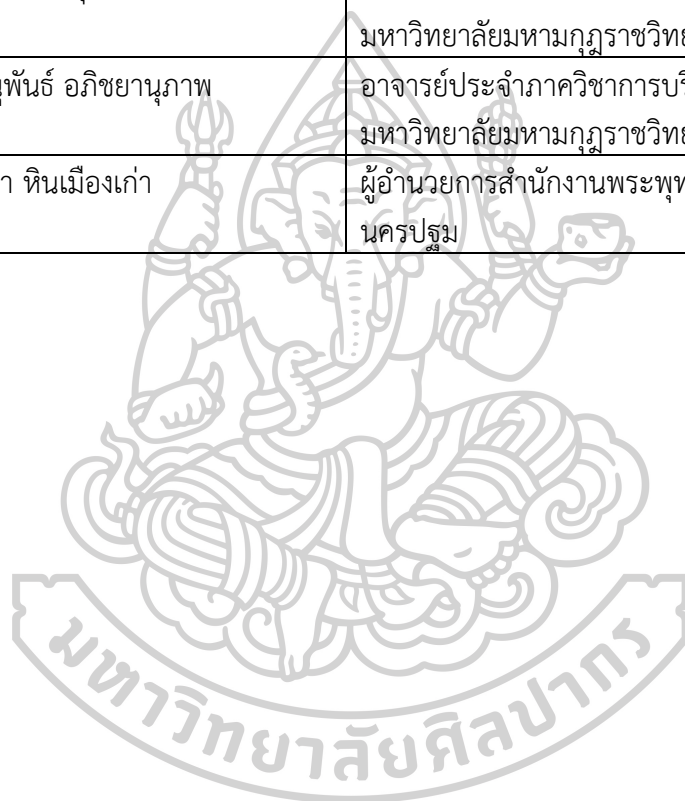 มหาวิทยาลัยมหามกุฏราชวิทย
พันธ์ อภิชยานุภาพ
อาจารย์ประจำภาควิชาการบริ
มหาวิทยาลัยมหามกุฏราชวิทย
า หินเมืองเก่า
ผู้อำนวยการสำนักงานพระพุท
นครปฐม
มหาวิทยาลัยศิลปากร